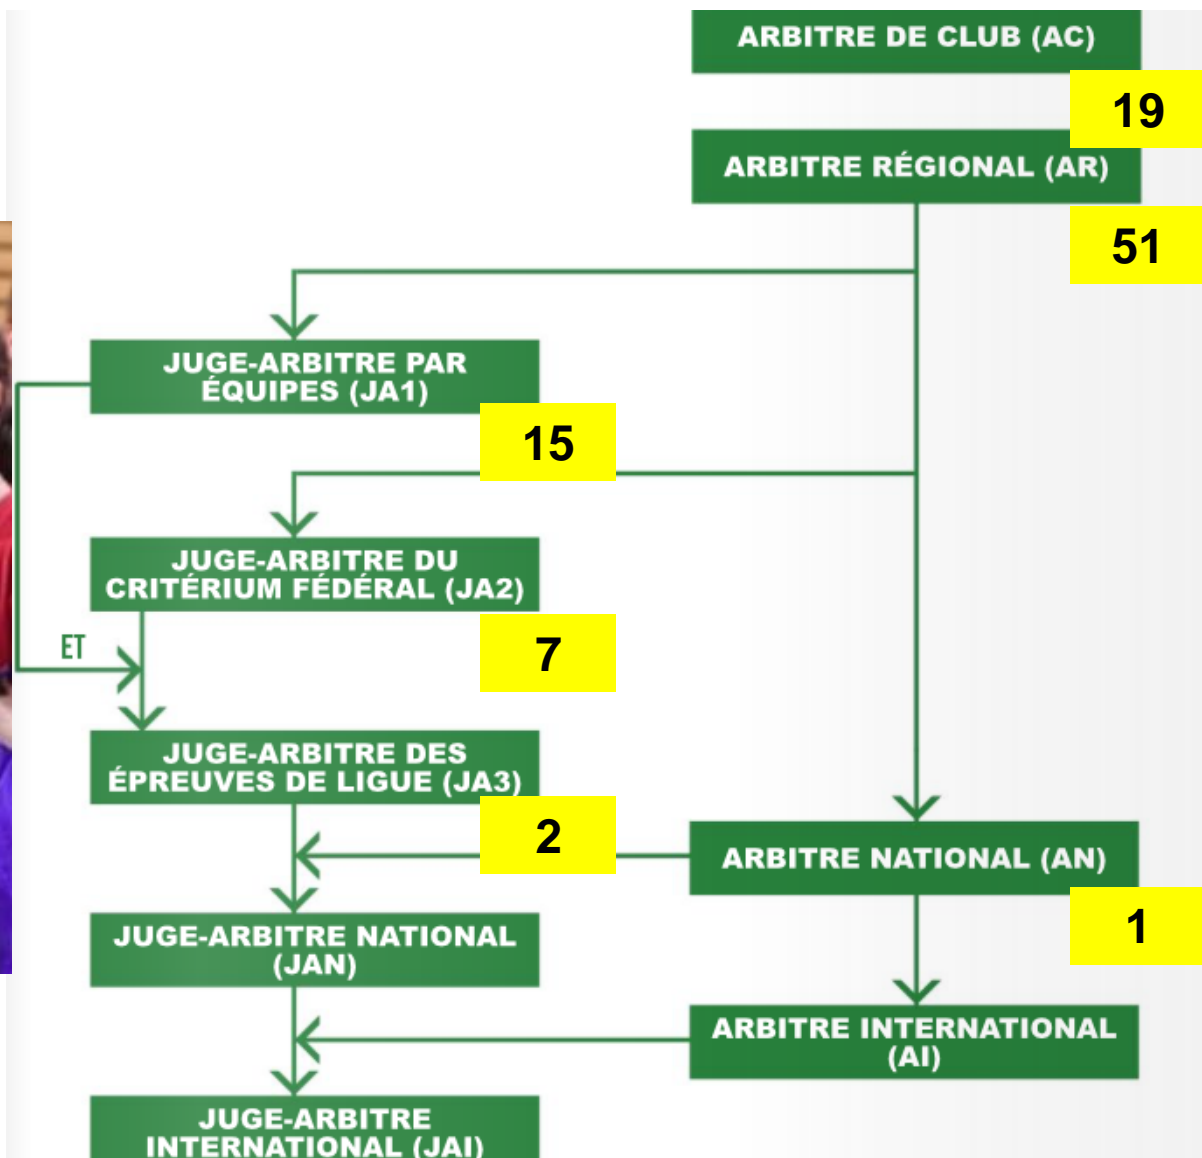 ARBITRE DE CLUB (AC)
19
ARBITRE RÉGIONAL (AR)
51
JUGE-ARBITRE PAR
ÉQUIPES (JA1)
15
JUGE-ARBITRE DU
CRITÉRIUM FÉDÉRAL (JA2)
7
ET
JUGE-ARBITRE DES
ÉPREUVES DE LIGUE (JA3)
2
ARBITRE NATIONAL (AN)
1
JUGE-ARBITRE NATIONAL
(JAN)
ARBITRE INTERNATIONAL
(AI)
JUGE-ARBITRE
INTERNATIONAL (JAI)